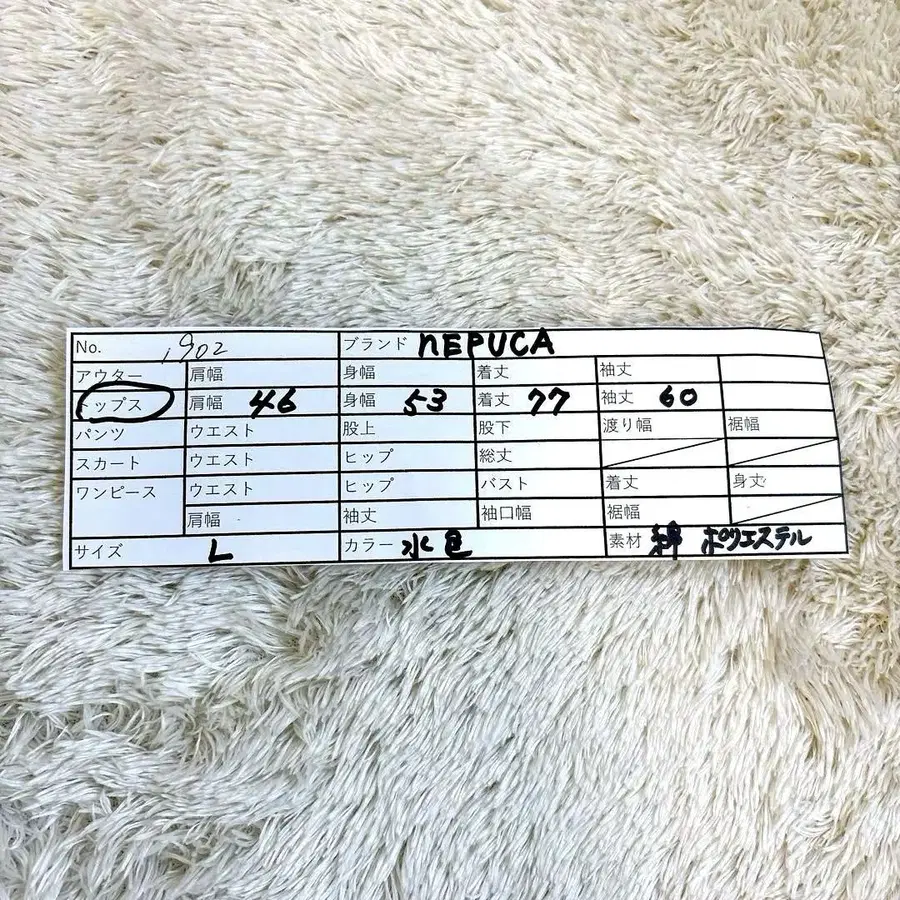 No. 1902 ブランド nEPUCA
アウター 肩幅 身幅 着丈 袖丈
トップス 肩幅 46 身幅 53 着丈 77 袖丈 60
パンツ ウエスト 股上 股下 渡り幅 裾幅
スカート ウエスト ヒップ 総丈
ワンピース ウエスト ヒップ バスト 着丈 身丈
肩幅 袖丈 袖口幅 裾幅
サイズ L カラー 水色 素材 綿 ポリエステル